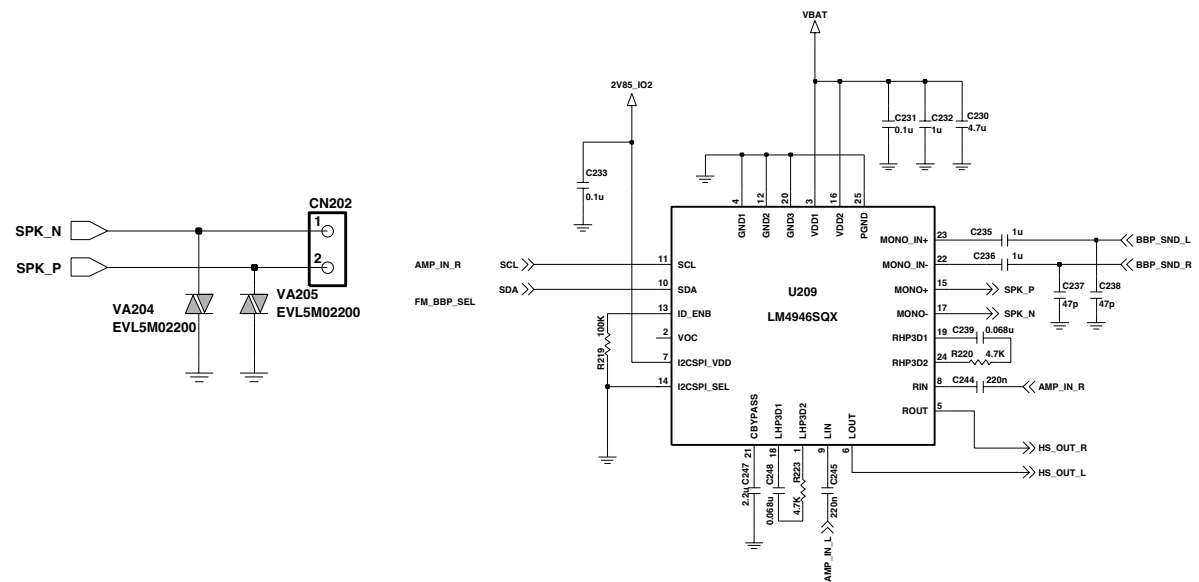 VBAT
2V85_IO2
C231
0.1u
C232
1u
C230
4.7u
C233
0.1u
4
12
20
3
16
25
GND1
GND2
GND3
VDD1
VDD2
PGND
CN202
SPK_N
1
SPK_P
2
VA204
EVL5M02200
VA205
EVL5M02200
AMP_IN_R
FM_BBP_SEL
SCL
11
SCL
SDA
10
SDA
13
ID_ENB
2
VOC
7
I2CSPI_VDD
14
I2CSPI_SEL
R219
100K
U209
LM4946SQX
MONO_IN+
23
C235
1u
BBP_SND_L
MONO_IN-
22
C236
1u
BBP_SND_R
MONO+
15
SPK_P
MONO-
17
SPK_N
C237
47p
C238
47p
RHP3D1
19
C239
0.068u
RHP3D2
24
R220
4.7K
RIN
8
C244
220n
AMP_IN_R
ROUT
5
HS_OUT_R
HS_OUT_L
CBYPASS
LHP3D1
LHP3D2
LIN
LOUT
21
18
1
9
6
C247
2.2u
C248
0.068u
R223
4.7K
C245
220n
AMP_IN_L